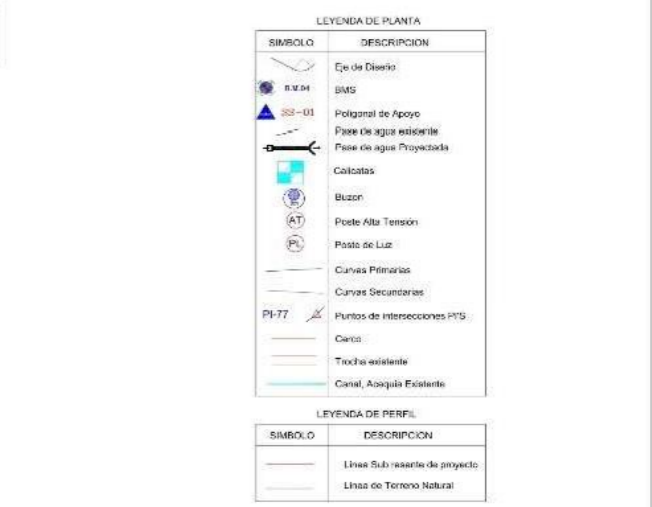 LEYENDA DE PLANTA
SIMBOLO DESCRIPCION
Eje de Diseño
B.M.04 BMS
SS-01 Poligonal de Apoyo
Pase de agua existente
Pase de agua Proyectada
Calicatas
Buzon
AT Poste Alta Tensión
PL Poste de Luz
Curvas Primarias
Curvas Secundarias
PI-77 Puntos de intersecciones PI'S
Cerco
Trocha existente
Canal, Acequia Existente
LEYENDA DE PERFIL
SIMBOLO DESCRIPCION
Linea Sub rasante de proyecto
Linea de Terreno Natural